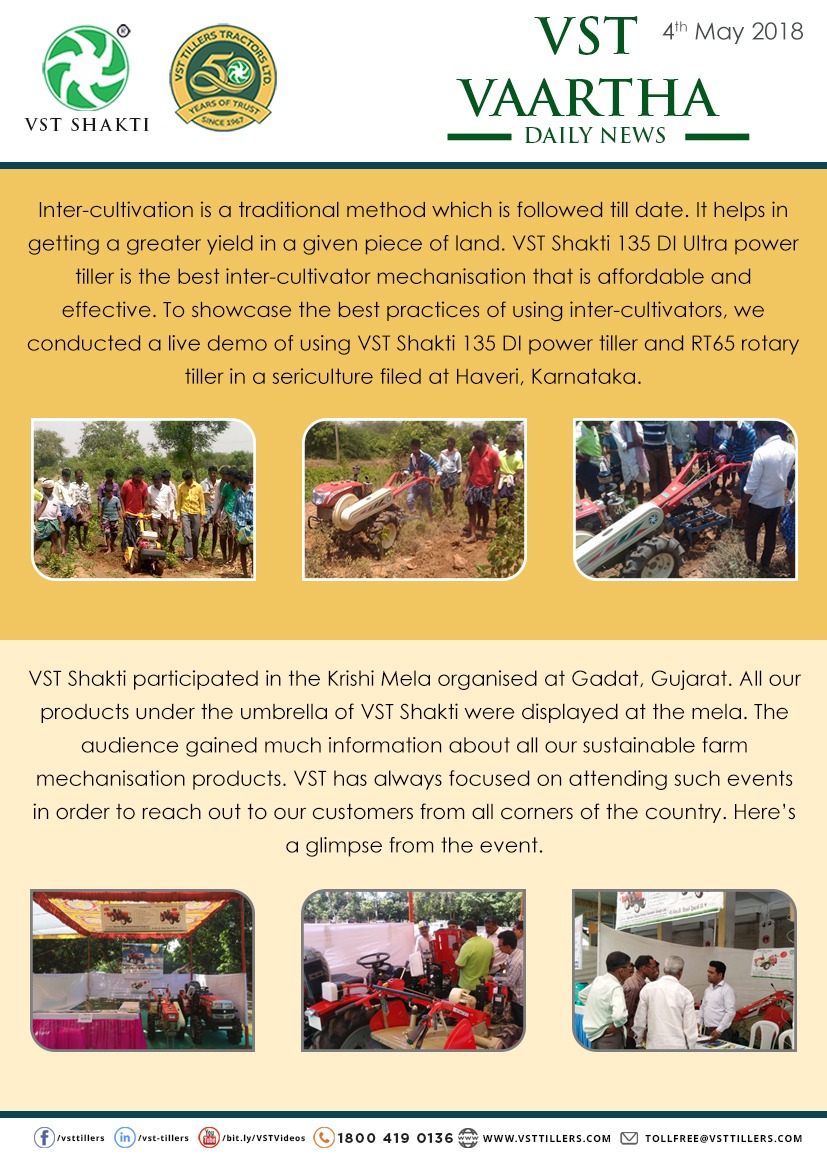 VST SHAKTI
VST TILLERS TRACTORS LTD.
50
YEARS OF TRUST
SINCE 1967
VST
VAARTHA
DAILY NEWS
4th May 2018
Inter-cultivation is a traditional method which is followed till date. It helps in
getting a greater yield in a given piece of land. VST Shakti 135 DI Ultra power
tiller is the best inter-cultivator mechanisation that is affordable and
effective. To showcase the best practices of using inter-cultivators, we
conducted a live demo of using VST Shakti 135 DI power tiller and RT65 rotary
tiller in a sericulture filed at Haveri, Karnataka.
VST Shakti participated in the Krishi Mela organised at Gadat, Gujarat. All our
products under the umbrella of VST Shakti were displayed at the mela. The
audience gained much information about all our sustainable farm
mechanisation products. VST has always focused on attending such events
in order to reach out to our customers from all corners of the country. Here's
a glimpse from the event.
/vsttillers
/vst-tillers
You Tube
/bit.ly/VSTVideos
1800 419 0136
WWW.VSTTILLERS.COM
TOLLFREE@VSTTILLERS.COM